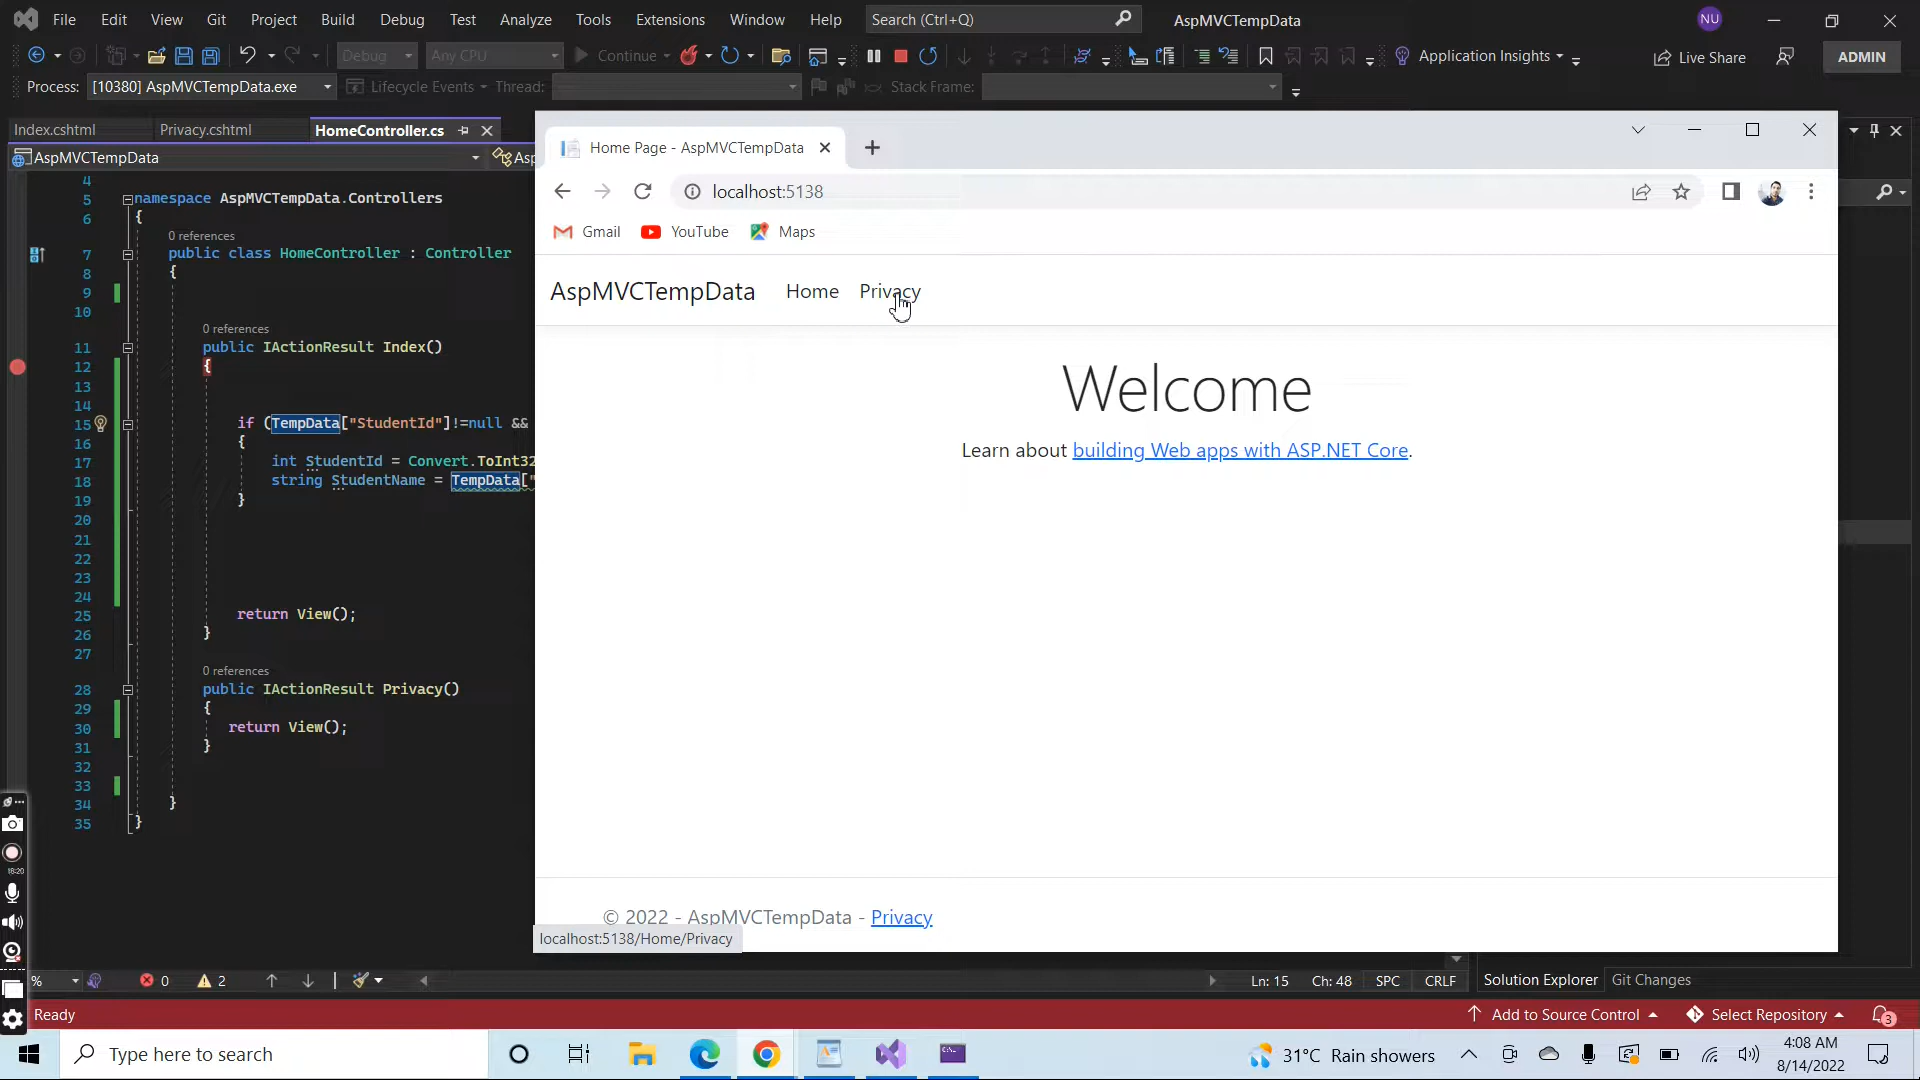 File Edit View Git Project Build Debug Test Analyze Tools Extensions Window Help Search (Ctrl+Q) AspMVCTempData NU
Debug Any CPU Continue Application Insights Live Share ADMIN
Process: [10380] AspMVCTempData.exe Lifecycle Events Thread: Stack Frame:
Index.cshtml Privacy.cshtml HomeController.cs
AspMVCTempData Asp
4
5 namespace AspMVCTempData.Controllers
6 {
0 references
7 public class HomeController : Controller
8 {
9
10
0 references
11 public IActionResult Index()
12 {
13
14
15 if (TempData["StudentId"]!=null &&
16 {
17 int StudentId = Convert.ToInt32
18 string StudentName = TempData["
19 }
20
21
22
23
24
25 return View();
26 }
27
0 references
28 public IActionResult Privacy()
29 {
30 return View();
31 }
32
33
34 }
35 }
Home Page - AspMVCTempData
localhost:5138
Gmail YouTube Maps
AspMVCTempData Home Privacy
Welcome
Learn about building Web apps with ASP.NET Core.
© 2022 - AspMVCTempData - Privacy
localhost:5138/Home/Privacy
18:20
% 0 2 Ln: 15 Ch: 48 SPC CRLF Solution Explorer Git Changes
Ready Add to Source Control Select Repository 3
Type here to search 31°C Rain showers 4:08 AM
8/14/2022